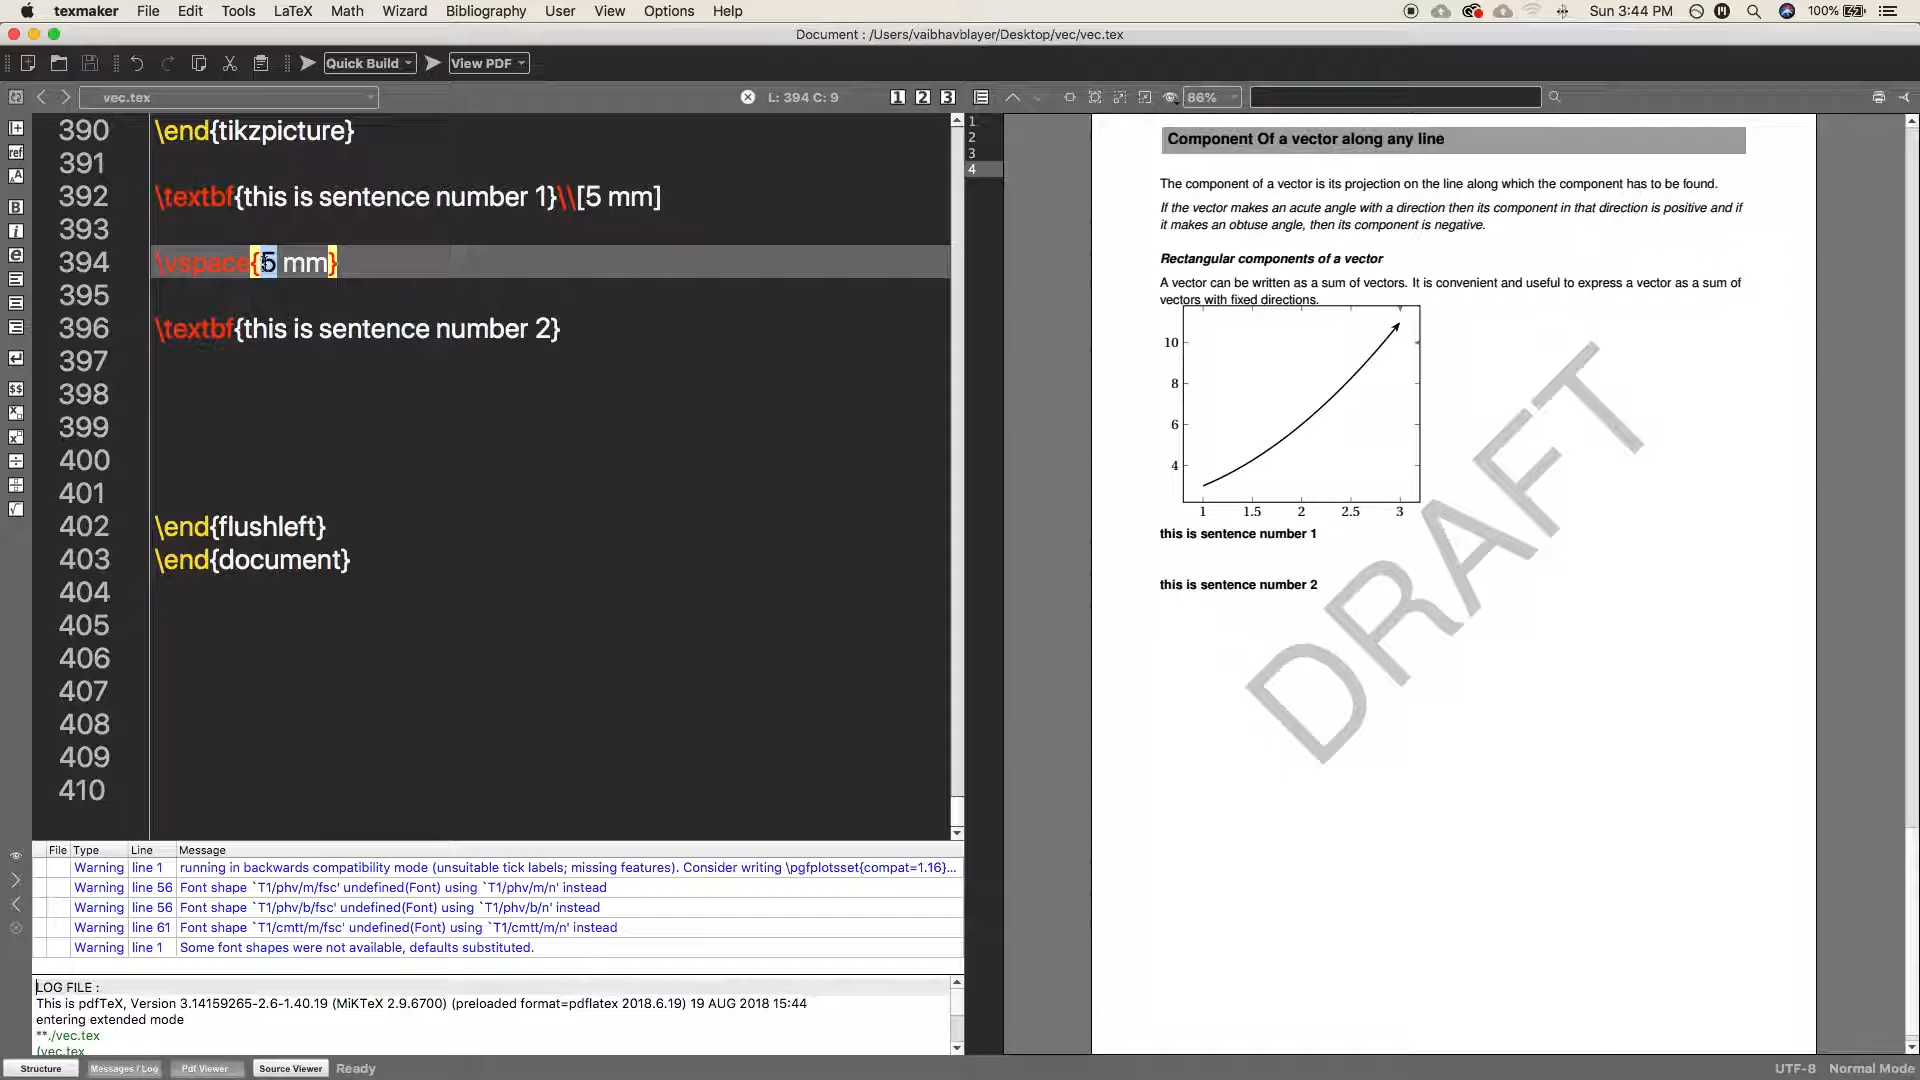 texmaker File Edit Tools LaTeX Math Wizard Bibliography User View Options Help Sun 3:44 PM 100%
Document : /Users/vaibhavblayer/Desktop/vec/vec.tex
Quick Build View PDF
vec.tex L: 394 C: 9 1 2 3 86%
390 \end{tikzpicture}
391
392 \textbf{this is sentence number 1}\\[5 mm]
393
394 \vspace{5 mm}
395
396 \textbf{this is sentence number 2}
397
398
399
400
401
402 \end{flushleft}
403 \end{document}
404
405
406
407
408
409
410
1
2
3
4
Component Of a vector along any line
The component of a vector is its projection on the line along which the component has to be found.
If the vector makes an acute angle with a direction then its component in that direction is positive and if
it makes an obtuse angle, then its component is negative.
Rectangular components of a vector
A vector can be written as a sum of vectors. It is convenient and useful to express a vector as a sum of
vectors with fixed directions.
10
8
6
4
1 1.5 2 2.5 3
this is sentence number 1
this is sentence number 2
DRAFT
File Type Line Message
Warning line 1 running in backwards compatibility mode (unsuitable tick labels; missing features). Consider writing \pgfplotsset{compat=1.16}...
Warning line 56 Font shape `T1/phv/m/fsc' undefined(Font) using `T1/phv/m/n' instead
Warning line 56 Font shape `T1/phv/b/fsc' undefined(Font) using `T1/phv/b/n' instead
Warning line 61 Font shape `T1/cmtt/m/fsc' undefined(Font) using `T1/cmtt/m/n' instead
Warning line 1 Some font shapes were not available, defaults substituted.
LOG FILE :
This is pdfTeX, Version 3.14159265-2.6-1.40.19 (MiKTeX 2.9.6700) (preloaded format=pdflatex 2018.6.19) 19 AUG 2018 15:44
entering extended mode
**./vec.tex
(vec.tex
Structure Messages / Log Pdf Viewer Source Viewer Ready UTF-8 Normal Mode